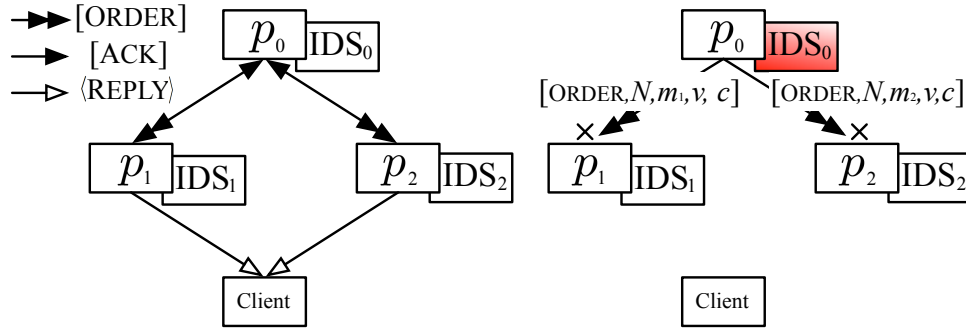 [ORDER]
[ACK]
⟨REPLY⟩
p₀ IDS₀
p₁ IDS₁
p₂ IDS₂
Client
p₀ IDS₀
[ORDER,N,m₁,v, c]
[ORDER,N,m₂,v,c]
p₁ IDS₁
p₂ IDS₂
Client